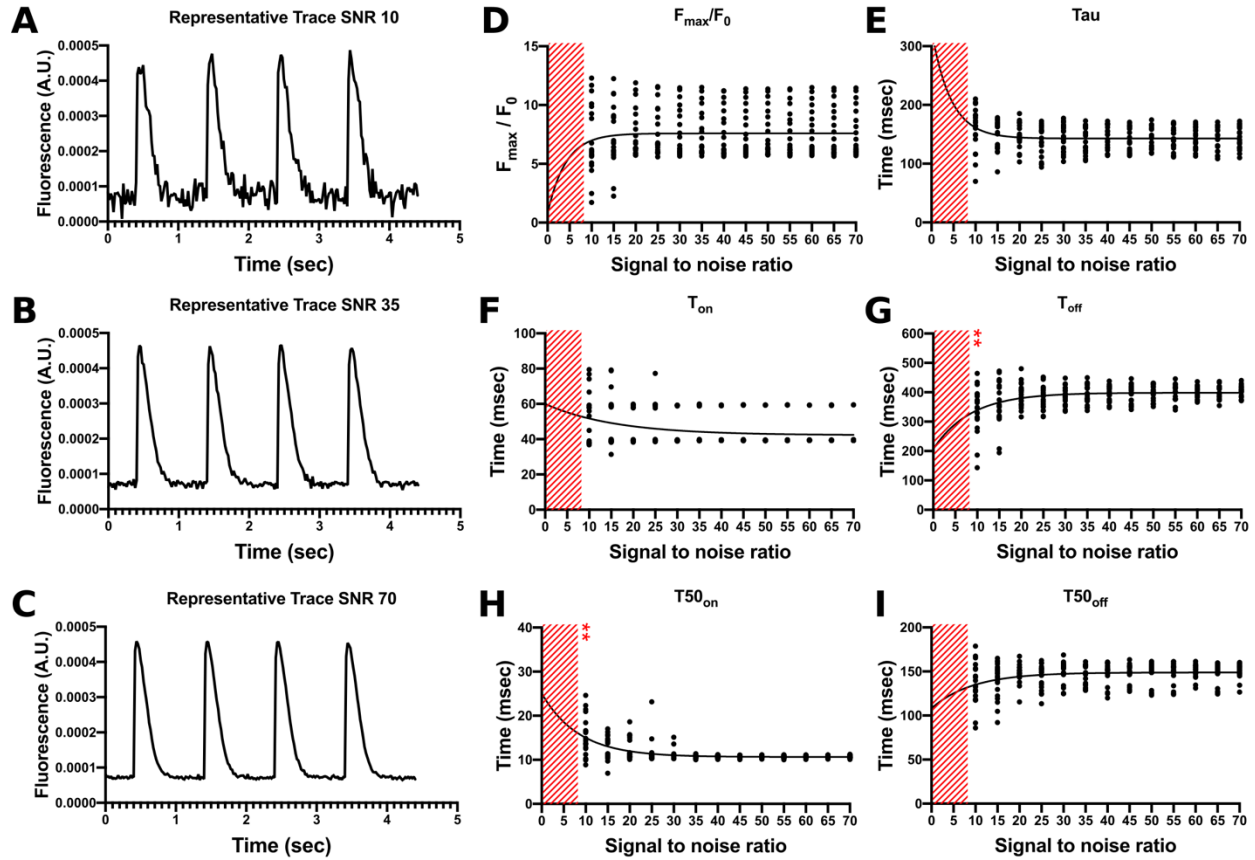 A
Representative Trace SNR 10
Fluorescence (A.U.)
0.0005
0.0004
0.0003
0.0002
0.0001
0.0000
0 1 2 3 4 5
Time (sec)
B
Representative Trace SNR 35
Fluorescence (A.U.)
0.0005
0.0004
0.0003
0.0002
0.0001
0.0000
0 1 2 3 4 5
Time (sec)
C
Representative Trace SNR 70
Fluorescence (A.U.)
0.0005
0.0004
0.0003
0.0002
0.0001
0.0000
0 1 2 3 4 5
Time (sec)
D
Fmax/F0
Fmax / F0
15
10
5
0
0 5 10 15 20 25 30 35 40 45 50 55 60 65 70
Signal to noise ratio
E
Tau
Time (msec)
300
200
100
0
0 5 10 15 20 25 30 35 40 45 50 55 60 65 70
Signal to noise ratio
F
Ton
Time (msec)
100
80
60
40
20
0
0 5 10 15 20 25 30 35 40 45 50 55 60 65 70
Signal to noise ratio
G
Toff
**
Time (msec)
600
500
400
300
200
100
0
0 5 10 15 20 25 30 35 40 45 50 55 60 65 70
Signal to noise ratio
H
T50on
**
Time (msec)
40
30
20
10
0
0 5 10 15 20 25 30 35 40 45 50 55 60 65 70
Signal to noise ratio
I
T50off
Time (msec)
200
150
100
50
0
0 5 10 15 20 25 30 35 40 45 50 55 60 65 70
Signal to noise ratio